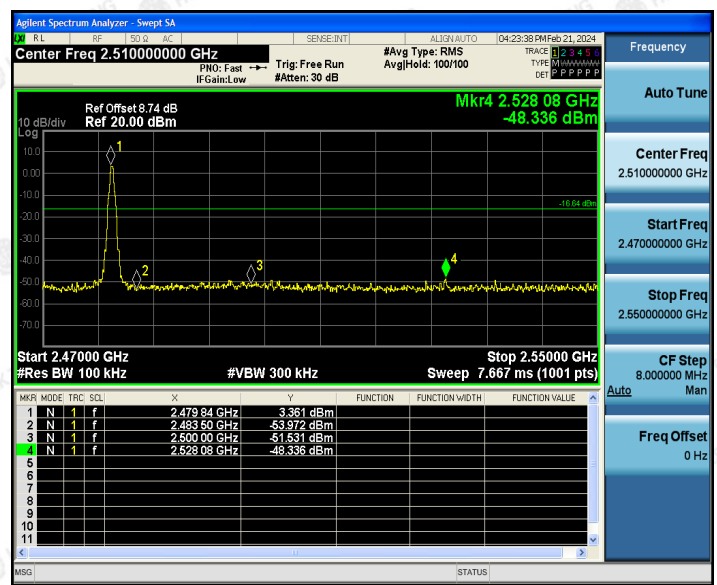 Agilent Spectrum Analyzer - Swept SA
LXI RL RF 50 Ω AC SENSE:INT ALIGN AUTO 04:23:38 PM Feb 21, 2024
Center Freq 2.510000000 GHz
PNO: Fast
IFGain:Low
Trig: Free Run
#Atten: 30 dB
#Avg Type: RMS
Avg|Hold: 100/100
TRACE 1 2 3 4 5 6
TYPE M
DET P P P P P P
Ref Offset 8.74 dB
10 dB/div Ref 20.00 dBm
Log
Mkr4 2.528 08 GHz
-48.336 dBm
10.0
0.00
-10.0
-20.0
-30.0
-40.0
-50.0
-60.0
-70.0
1
2
3
4
-16.64 dBm
Start 2.47000 GHz Stop 2.55000 GHz
#Res BW 100 kHz #VBW 300 kHz Sweep 7.667 ms (1001 pts)
MKR MODE TRC SCL X Y FUNCTION FUNCTION WIDTH FUNCTION VALUE
1 N 1 f 2.479 84 GHz 3.361 dBm
2 N 1 f 2.483 50 GHz -53.972 dBm
3 N 1 f 2.500 00 GHz -51.531 dBm
4 N 1 f 2.528 08 GHz -48.336 dBm
5
6
7
8
9
10
11
MSG STATUS
Frequency
Auto Tune
Center Freq
2.510000000 GHz
Start Freq
2.470000000 GHz
Stop Freq
2.550000000 GHz
CF Step
8.000000 MHz
Auto Man
Freq Offset
0 Hz